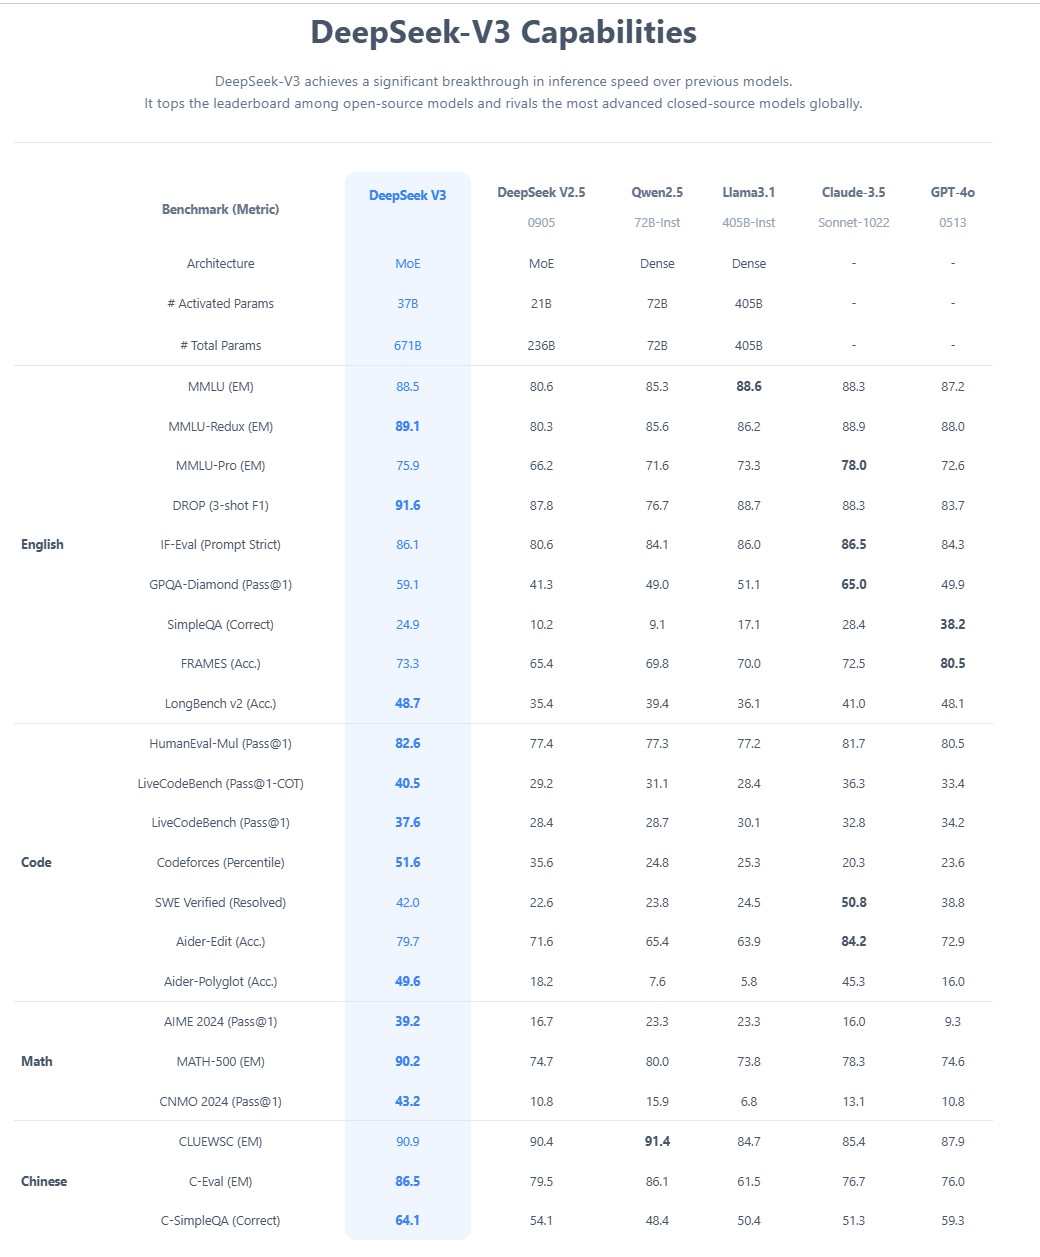 DeepSeek-V3 Capabilities
DeepSeek-V3 achieves a significant breakthrough in inference speed over previous models.
It tops the leaderboard among open-source models and rivals the most advanced closed-source models globally.
Benchmark (Metric) DeepSeek V3 DeepSeek V2.5 Qwen2.5 Llama3.1 Claude-3.5 GPT-4o
0905 72B-Inst 405B-Inst Sonnet-1022 0513
Architecture MoE MoE Dense Dense - -
# Activated Params 37B 21B 72B 405B - -
# Total Params 671B 236B 72B 405B - -
English
MMLU (EM) 88.5 80.6 85.3 88.6 88.3 87.2
MMLU-Redux (EM) 89.1 80.3 85.6 86.2 88.9 88.0
MMLU-Pro (EM) 75.9 66.2 71.6 73.3 78.0 72.6
DROP (3-shot F1) 91.6 87.8 76.7 88.7 88.3 83.7
IF-Eval (Prompt Strict) 86.1 80.6 84.1 86.0 86.5 84.3
GPQA-Diamond (Pass@1) 59.1 41.3 49.0 51.1 65.0 49.9
SimpleQA (Correct) 24.9 10.2 9.1 17.1 28.4 38.2
FRAMES (Acc.) 73.3 65.4 69.8 70.0 72.5 80.5
LongBench v2 (Acc.) 48.7 35.4 39.4 36.1 41.0 48.1
Code
HumanEval-Mul (Pass@1) 82.6 77.4 77.3 77.2 81.7 80.5
LiveCodeBench (Pass@1-COT) 40.5 29.2 31.1 28.4 36.3 33.4
LiveCodeBench (Pass@1) 37.6 28.4 28.7 30.1 32.8 34.2
Codeforces (Percentile) 51.6 35.6 24.8 25.3 20.3 23.6
SWE Verified (Resolved) 42.0 22.6 23.8 24.5 50.8 38.8
Aider-Edit (Acc.) 79.7 71.6 65.4 63.9 84.2 72.9
Aider-Polyglot (Acc.) 49.6 18.2 7.6 5.8 45.3 16.0
Math
AIME 2024 (Pass@1) 39.2 16.7 23.3 23.3 16.0 9.3
MATH-500 (EM) 90.2 74.7 80.0 73.8 78.3 74.6
CNMO 2024 (Pass@1) 43.2 10.8 15.9 6.8 13.1 10.8
Chinese
CLUEWSC (EM) 90.9 90.4 91.4 84.7 85.4 87.9
C-Eval (EM) 86.5 79.5 86.1 61.5 76.7 76.0
C-SimpleQA (Correct) 64.1 54.1 48.4 50.4 51.3 59.3